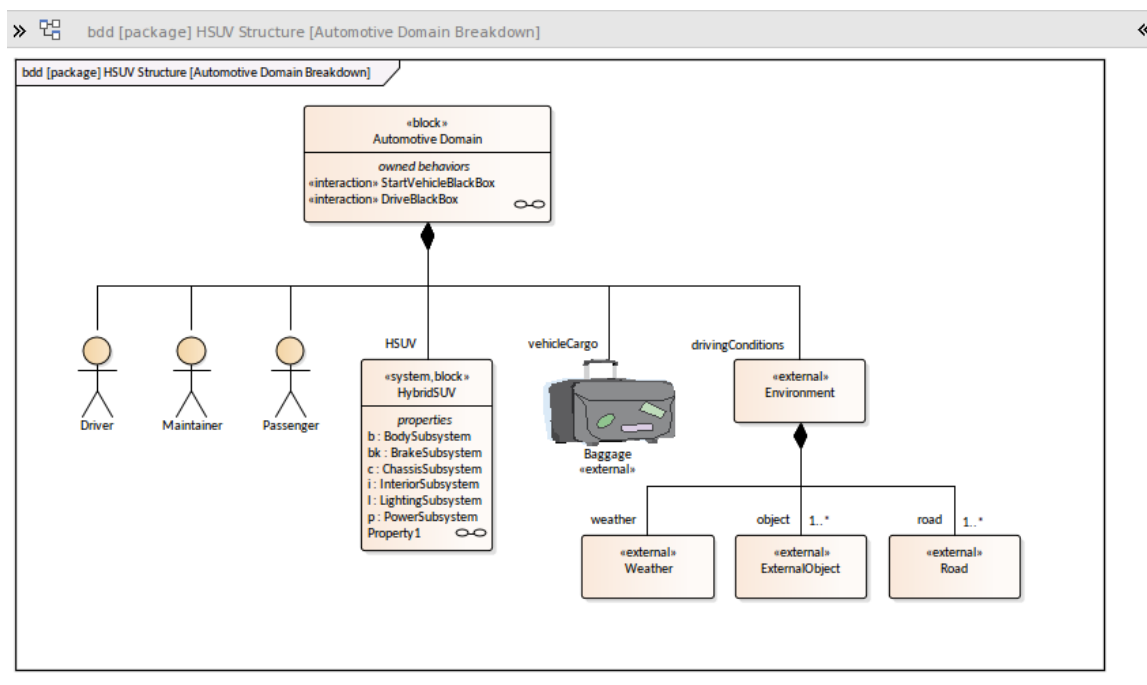 bdd [package] HSUV Structure [Automotive Domain Breakdown]
bdd [package] HSUV Structure [Automotive Domain Breakdown]
«block»
Automotive Domain
owned behaviors
«interaction» StartVehicleBlackBox
«interaction» DriveBlackBox
Driver
Maintainer
Passenger
HSUV
«system,block»
HybridSUV
properties
b : BodySubsystem
bk : BrakeSubsystem
c : ChassisSubsystem
i : InteriorSubsystem
l : LightingSubsystem
p : PowerSubsystem
Property1
vehicleCargo
Baggage
«external»
drivingConditions
«external»
Environment
weather
«external»
Weather
object 1..*
«external»
ExternalObject
road 1..*
«external»
Road